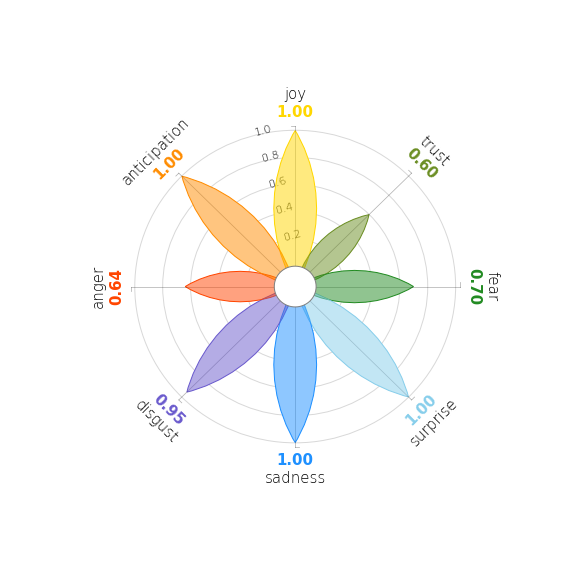 joy
1.00
trust
0.60
fear
0.70
surprise
1.00
sadness
1.00
disgust
0.95
anger
0.64
anticipation
1.00
1.0
0.8
0.6
0.4
0.2